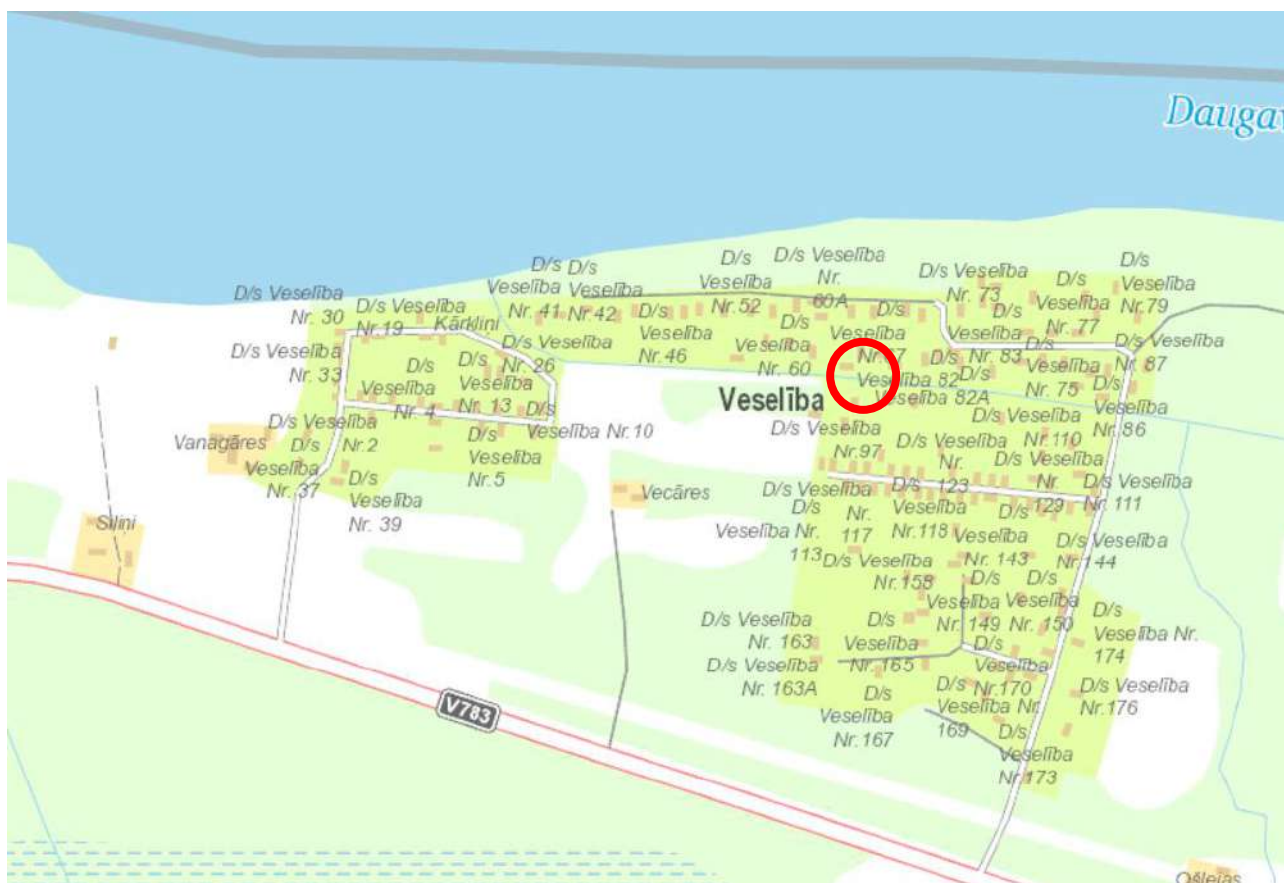 Daugav
D/s Veselība
Nr. 30
D/s Veselība
Nr.19
Kārkliņi
D/s Veselība
Nr. 33
D/s Veselība
Nr. 26
D/s
Veselība
Nr. 4
D/s
Veselība
Nr. 13
D/s
Veselība Nr.10
D/s Veselība
Nr.2
D/s
Veselība
Nr.5
Vanagāres
D/s
Veselība
Nr. 37
D/s
Veselība
Nr. 39
Siliņi
D/s
Veselība
Nr. 41
D/s
Veselība
Nr. 42
D/s
Veselība
Nr.46
D/s
Veselība
Nr.52
D/s
Veselība
Nr. 60
D/s Veselība
Nr.
60A
D/s
Veselība
Veselība 82
D/s
Veselība 82A
D/s Veselība
Nr. 73
D/s
Veselība
Nr. 83
D/s
Veselība
Nr. 77
D/s
Veselība
Nr.79
D/s
Veselība
Nr. 75
D/s Veselība
Nr. 87
D/s
Veselība
Nr. 86
Veselība
D/s Veselība
Nr.97
D/s Veselība
Nr.
123
D/s Veselība
Nr.110
D/s Veselība
Nr.
129
D/s Veselība
Nr. 111
Vecāres
D/s Veselība
Nr.
117
D/s
Veselība Nr.
113
D/s
Veselība
Nr.118
D/s
Veselība
Nr. 143
D/s Veselība
Nr.144
D/s Veselība
Nr.158
D/s
Veselība
Nr. 149
D/s
Veselība
Nr. 150
D/s
Veselība Nr.
174
D/s Veselība
Nr. 163
D/s Veselība
Nr. 163A
D/s
Veselība
Nr.165
D/s
Veselība
Nr.170
D/s Veselība
Nr.176
D/s
Veselība
Nr.167
D/s
Veselība Nr.
169
D/s
Veselība
Nr.173
V783
Ošlejas